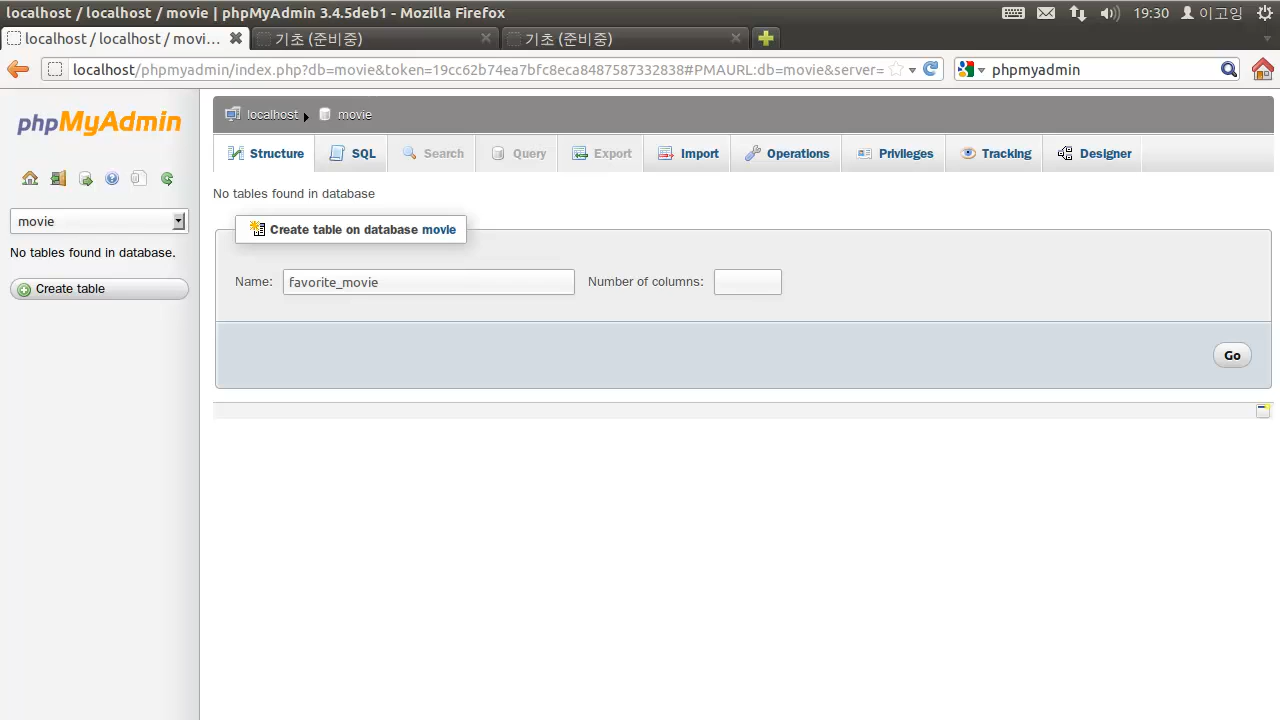 localhost / localhost / movie | phpMyAdmin 3.4.5deb1 - Mozilla Firefox
19:30 이고잉
localhost / localhost / movi…
기초 (준비중)
기초 (준비중)
localhost/phpmyadmin/index.php?db=movie&token=19cc62b74ea7bfc8eca8487587332838#PMAURL:db=movie&server=
phpmyadmin
phpMyAdmin
movie
No tables found in database.
Create table
localhost movie
Structure SQL Search Query Export Import Operations Privileges Tracking Designer
No tables found in database
Create table on database movie
Name: favorite_movie Number of columns:
Go